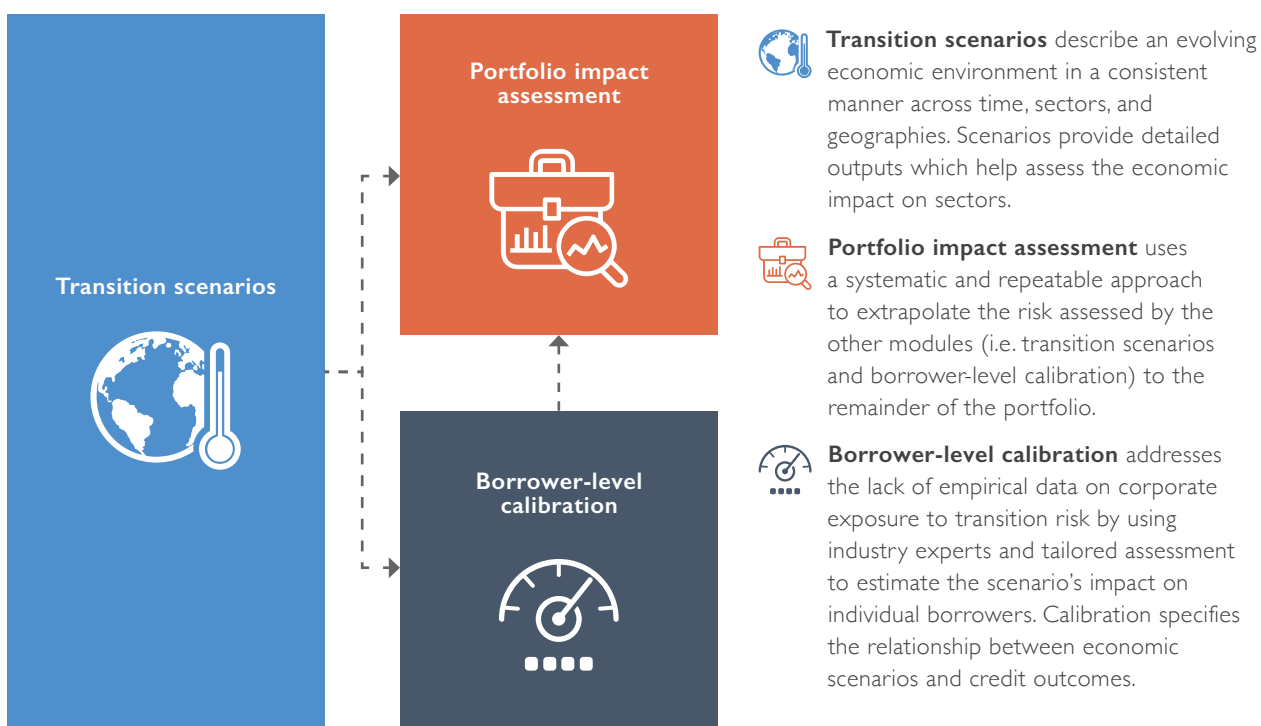 Transition scenarios
Portfolio impact
assessment
Borrower-level
calibration
Transition scenarios describe an evolving
economic environment in a consistent
manner across time, sectors, and
geographies. Scenarios provide detailed
outputs which help assess the economic
impact on sectors.
Portfolio impact assessment uses
a systematic and repeatable approach
to extrapolate the risk assessed by the
other modules (i.e. transition scenarios
and borrower-level calibration) to the
remainder of the portfolio.
Borrower-level calibration addresses
the lack of empirical data on corporate
exposure to transition risk by using
industry experts and tailored assessment
to estimate the scenario's impact on
individual borrowers. Calibration specifies
the relationship between economic
scenarios and credit outcomes.